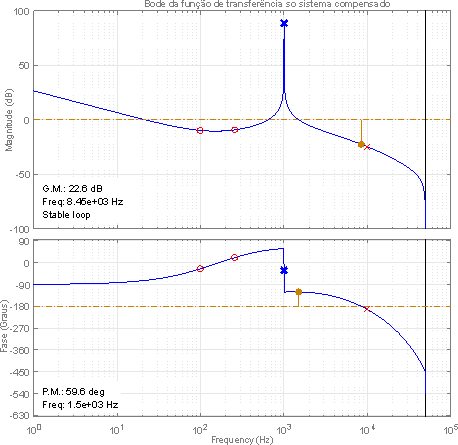 Bode da função de transferência so sistema compensado
100
50
0
-50
-100
Magnitude (dB)
G.M.: 22.6 dB
Freq: 8.45e+03 Hz
Stable loop
90
0
-90
-180
-270
-360
-450
-540
-630
Fase (Graus)
P.M.: 59.6 deg
Freq: 1.5e+03 Hz
10^0
10^1
10^2
10^3
10^4
10^5
Frequency (Hz)